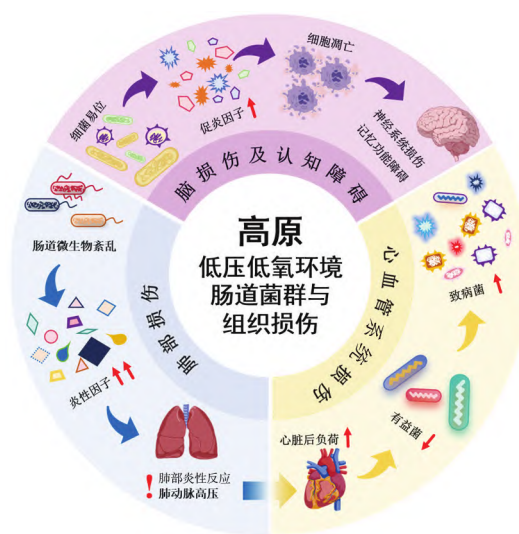 高原
低压低氧环境
肠道菌群与
组织损伤
脑损伤及认知障碍
细菌易位
促炎因子
细胞凋亡
神经系统损伤
记忆功能障碍
肺部损伤
肠道微生物紊乱
炎性因子
肺部炎性反应
肺动脉高压
心血管系统损伤
心脏后负荷
有益菌
致病菌